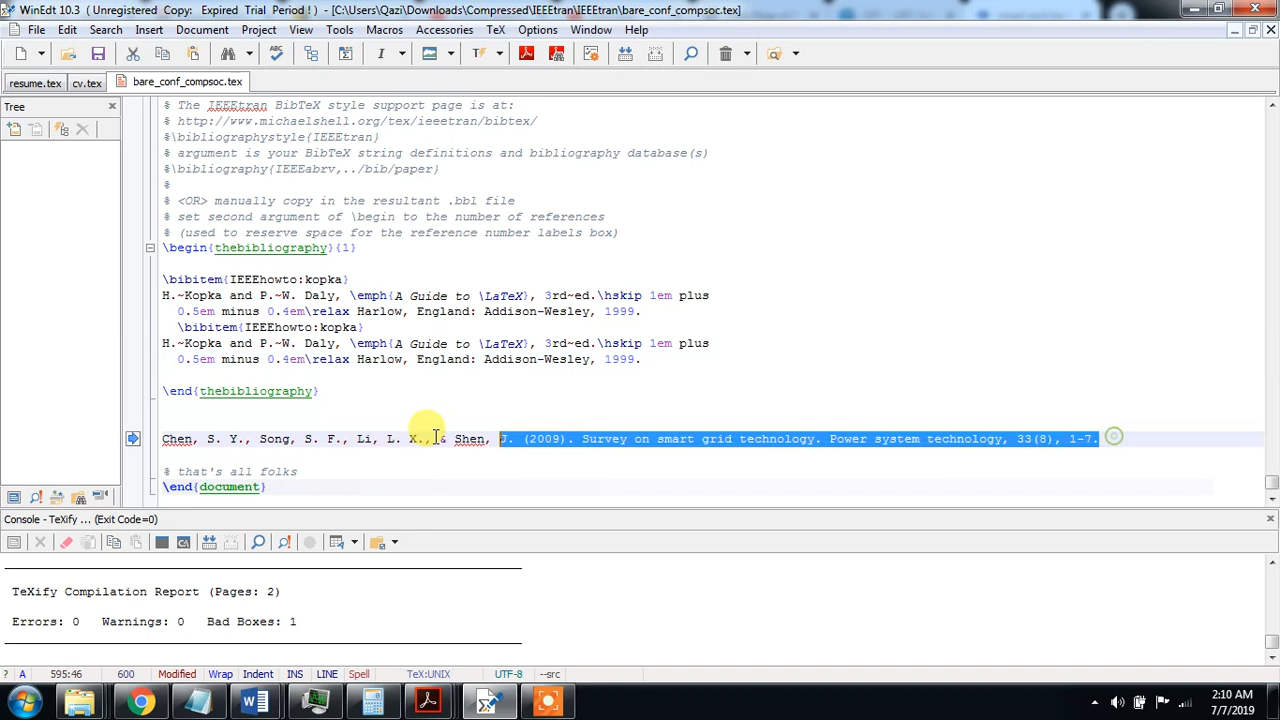 WinEdt 10.3  (Unregistered  Copy:  Expired  Trial  Period ! ) - [C:\Users\Qazi\Downloads\Compressed\IEEEtran\IEEEtran\bare_conf_compsoc.tex]
File Edit Search Insert Document Project View Tools Macros Accessories TeX Options Window Help
resume.tex cv.tex bare_conf_compsoc.tex
Tree
% The IEEEtran BibTeX style support page is at:
% http://www.michaelshell.org/tex/ieeetran/bibtex/
%\bibliographystyle{IEEEtran}
% argument is your BibTeX string definitions and bibliography database(s)
%\bibliography{IEEEabrv,../bib/paper}
%
% <OR> manually copy in the resultant .bbl file
% set second argument of \begin to the number of references
% (used to reserve space for the reference number labels box)
\begin{thebibliography}{1}
\bibitem{IEEEhowto:kopka}
H.~Kopka and P.~W. Daly, \emph{A Guide to \LaTeX}, 3rd~ed.\hskip 1em plus
0.5em minus 0.4em\relax Harlow, England: Addison-Wesley, 1999.
\bibitem{IEEEhowto:kopka}
H.~Kopka and P.~W. Daly, \emph{A Guide to \LaTeX}, 3rd~ed.\hskip 1em plus
0.5em minus 0.4em\relax Harlow, England: Addison-Wesley, 1999.
\end{thebibliography}
Chen, S. Y., Song, S. F., Li, L. X., & Shen, J. (2009). Survey on smart grid technology. Power system technology, 33(8), 1-7.
% that's all folks
\end{document}
Console - TeXify ... (Exit Code=0)
TeXify Compilation Report (Pages: 2)
Errors: 0 Warnings: 0 Bad Boxes: 1
? A 595:46 600 Modified Wrap Indent INS LINE Spell TeX:UNIX UTF-8 --src
2:10 AM
7/7/2019